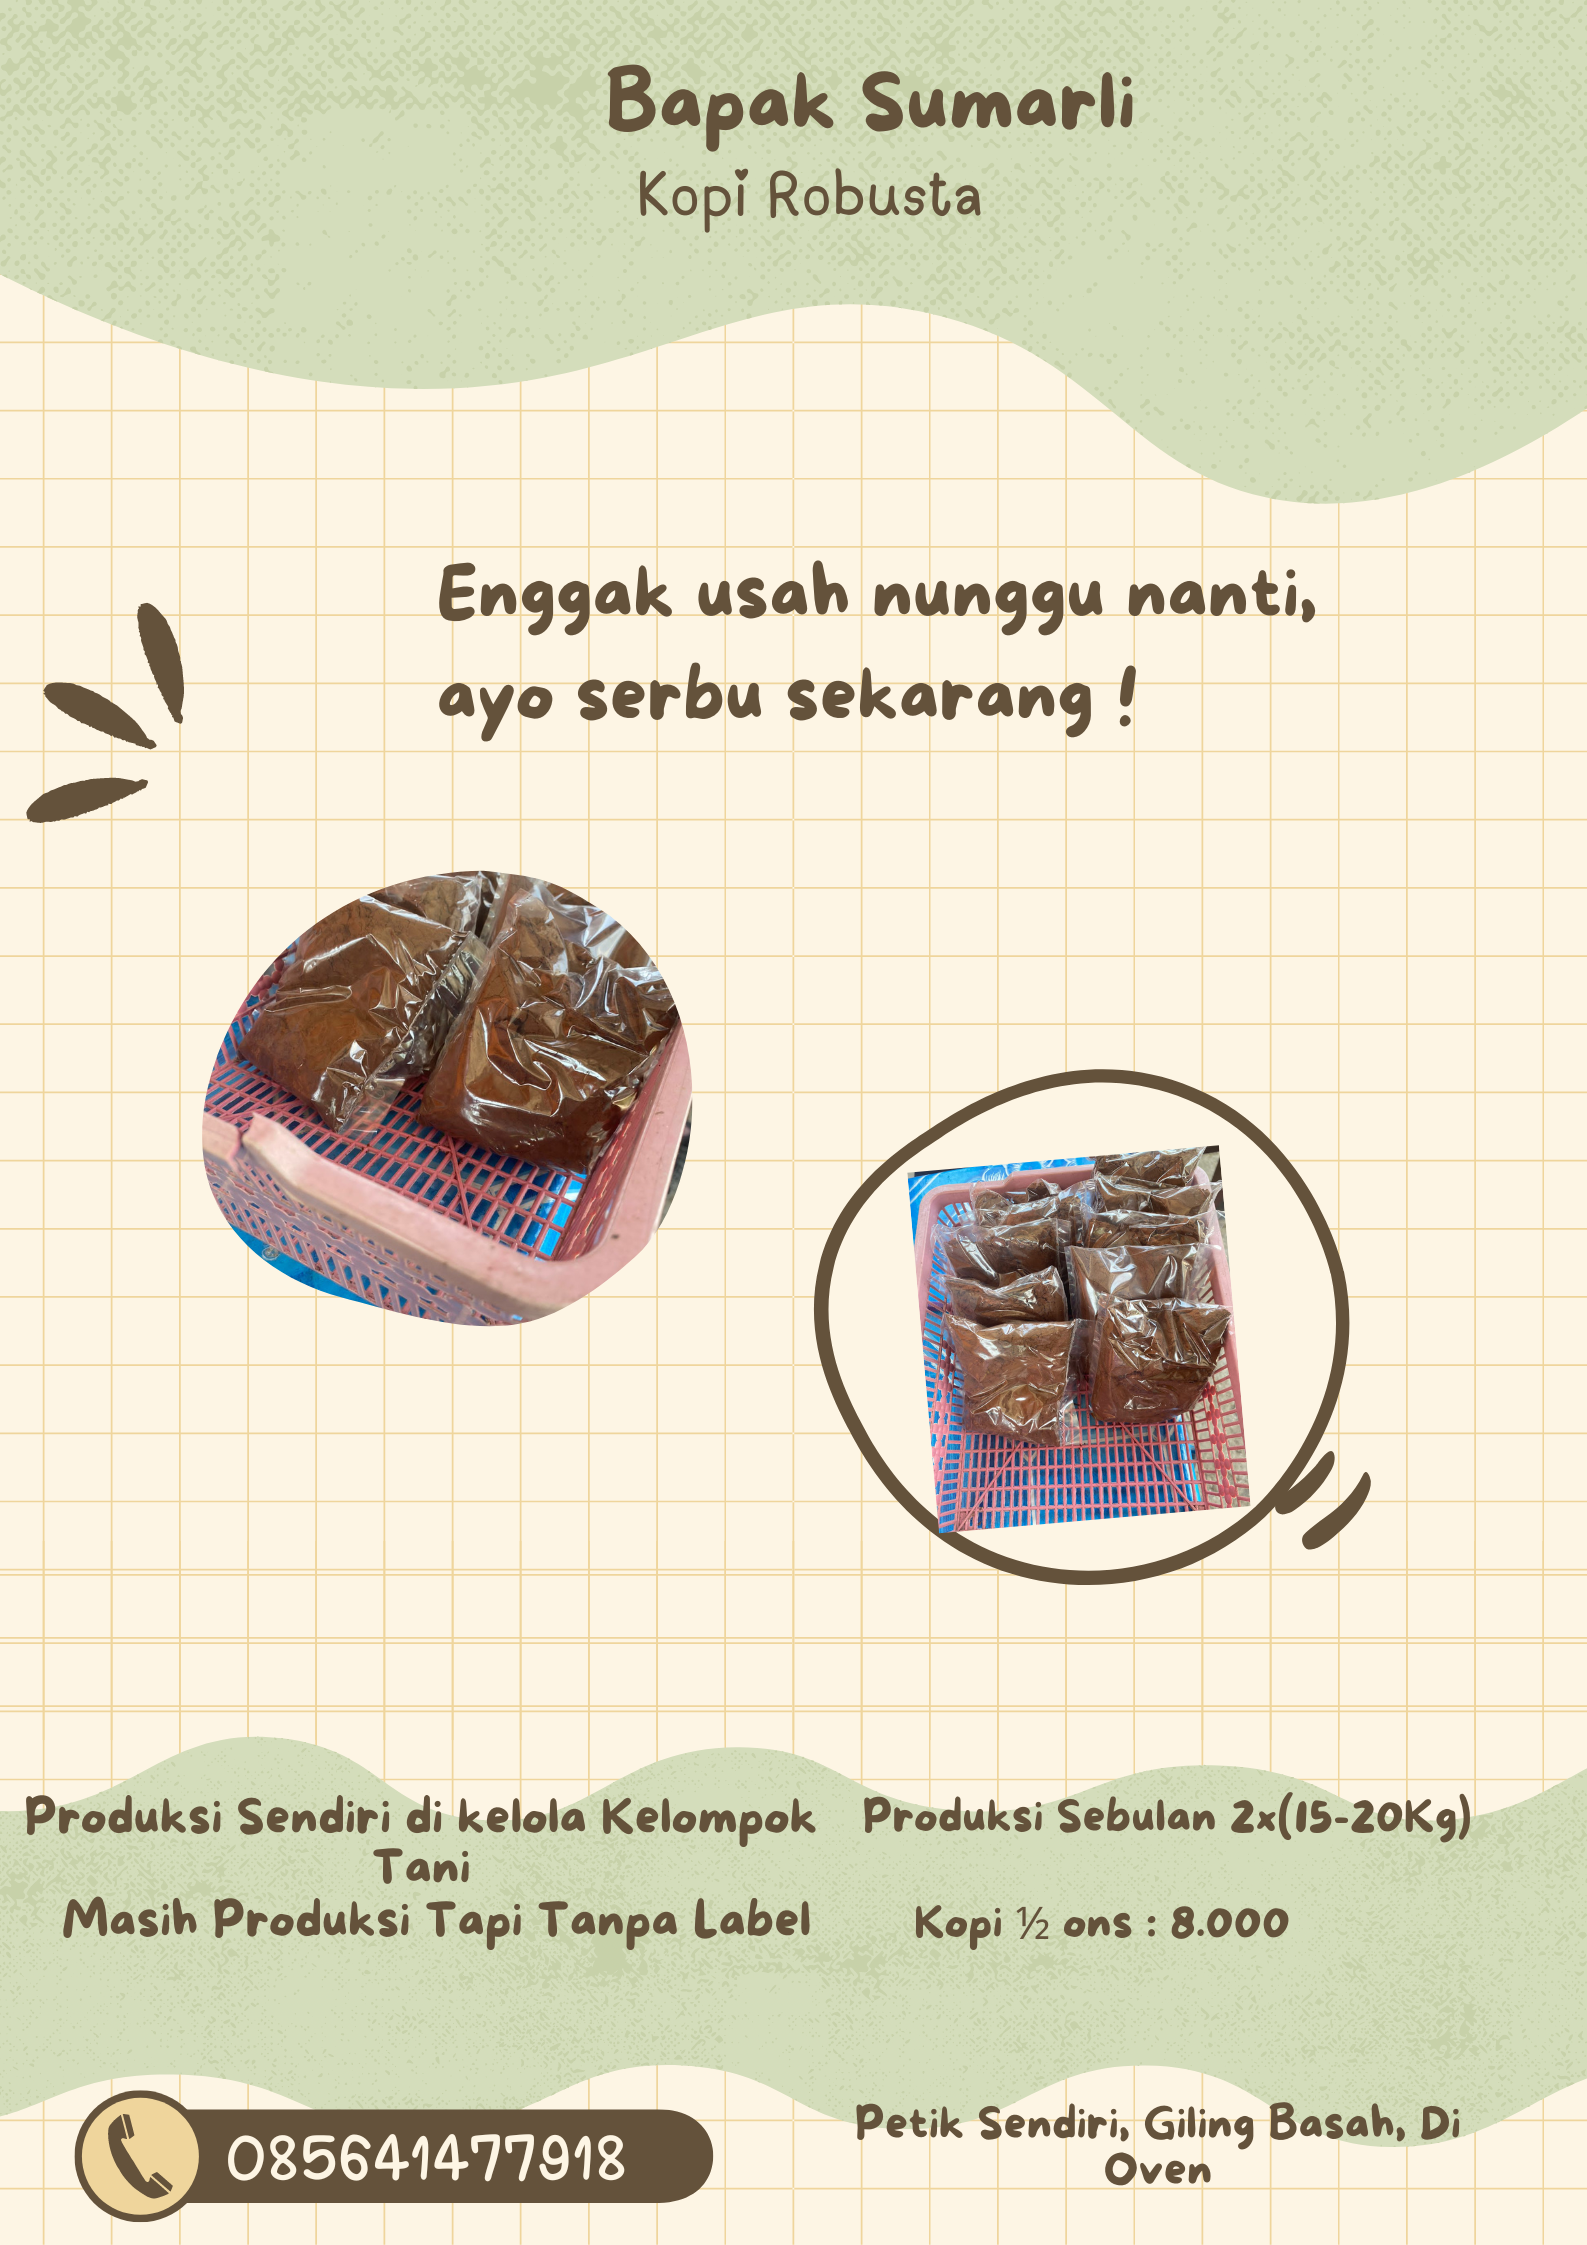 Bapak Sumarli
Kopi Robusta
Enggak usah nunggu nanti,
ayo serbu sekarang !
Produksi Sendiri di kelola Kelompok
Tani
Masih Produksi Tapi Tanpa Label
Produksi Sebulan 2x(15-20Kg)
Kopi ½ ons : 8.000
085641477918
Petik Sendiri, Giling Basah, Di
Oven